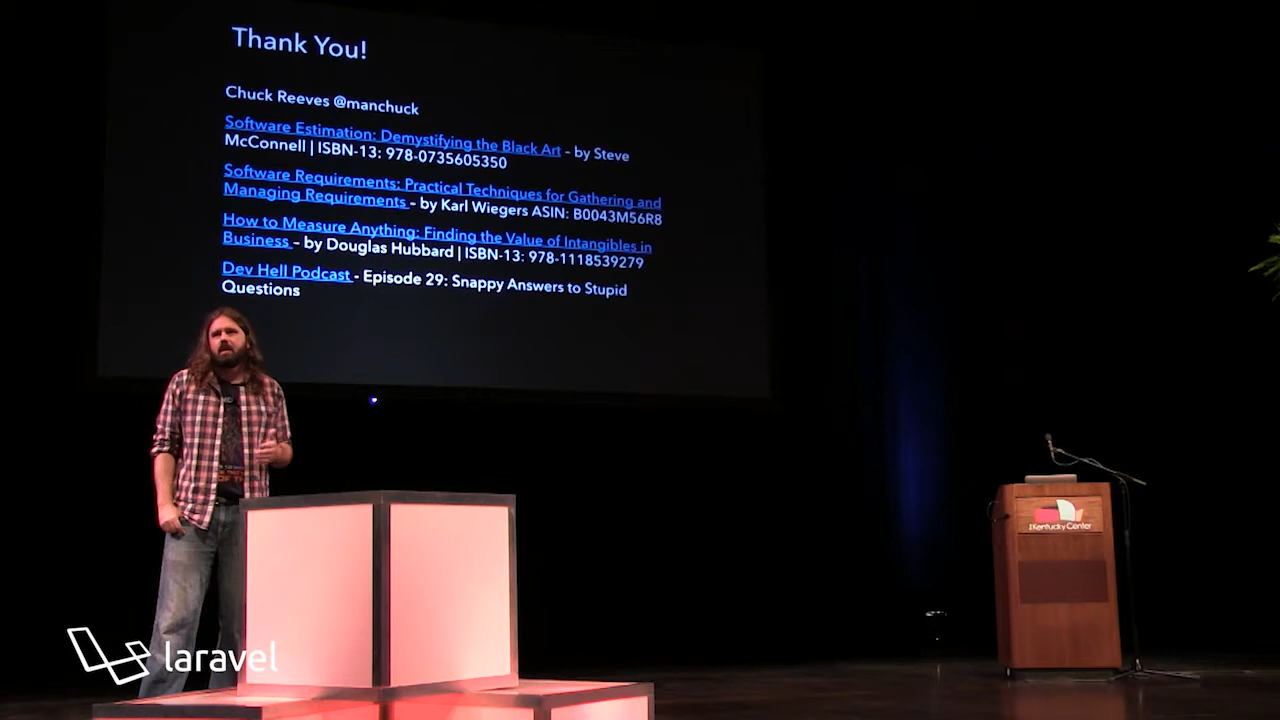 Thank You!
Chuck Reeves @manchuck
Software Estimation: Demystifying the Black Art – by Steve
McConnell | ISBN-13: 978-0735605350
Software Requirements: Practical Techniques for Gathering and
Managing Requirements – by Karl Wiegers ASIN: B0043M56R8
How to Measure Anything: Finding the Value of Intangibles in
Business – by Douglas Hubbard | ISBN-13: 978-1118539279
Dev Hell Podcast - Episode 29: Snappy Answers to Stupid
Questions
Kentucky Center
laravel